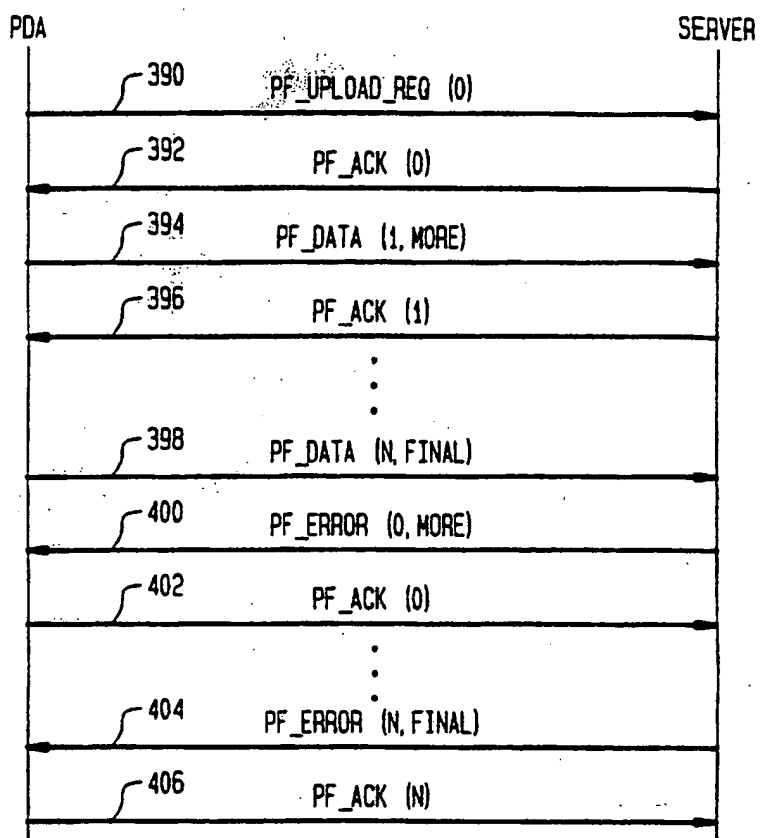 PDA SERVER
390 PF_UPLOAD_REQ (0)
392 PF_ACK (0)
394 PF_DATA (1, MORE)
396 PF_ACK (1)
398 PF_DATA (N, FINAL)
400 PF_ERROR (0, MORE)
402 PF_ACK (0)
404 PF_ERROR (N, FINAL)
406 PF_ACK (N)